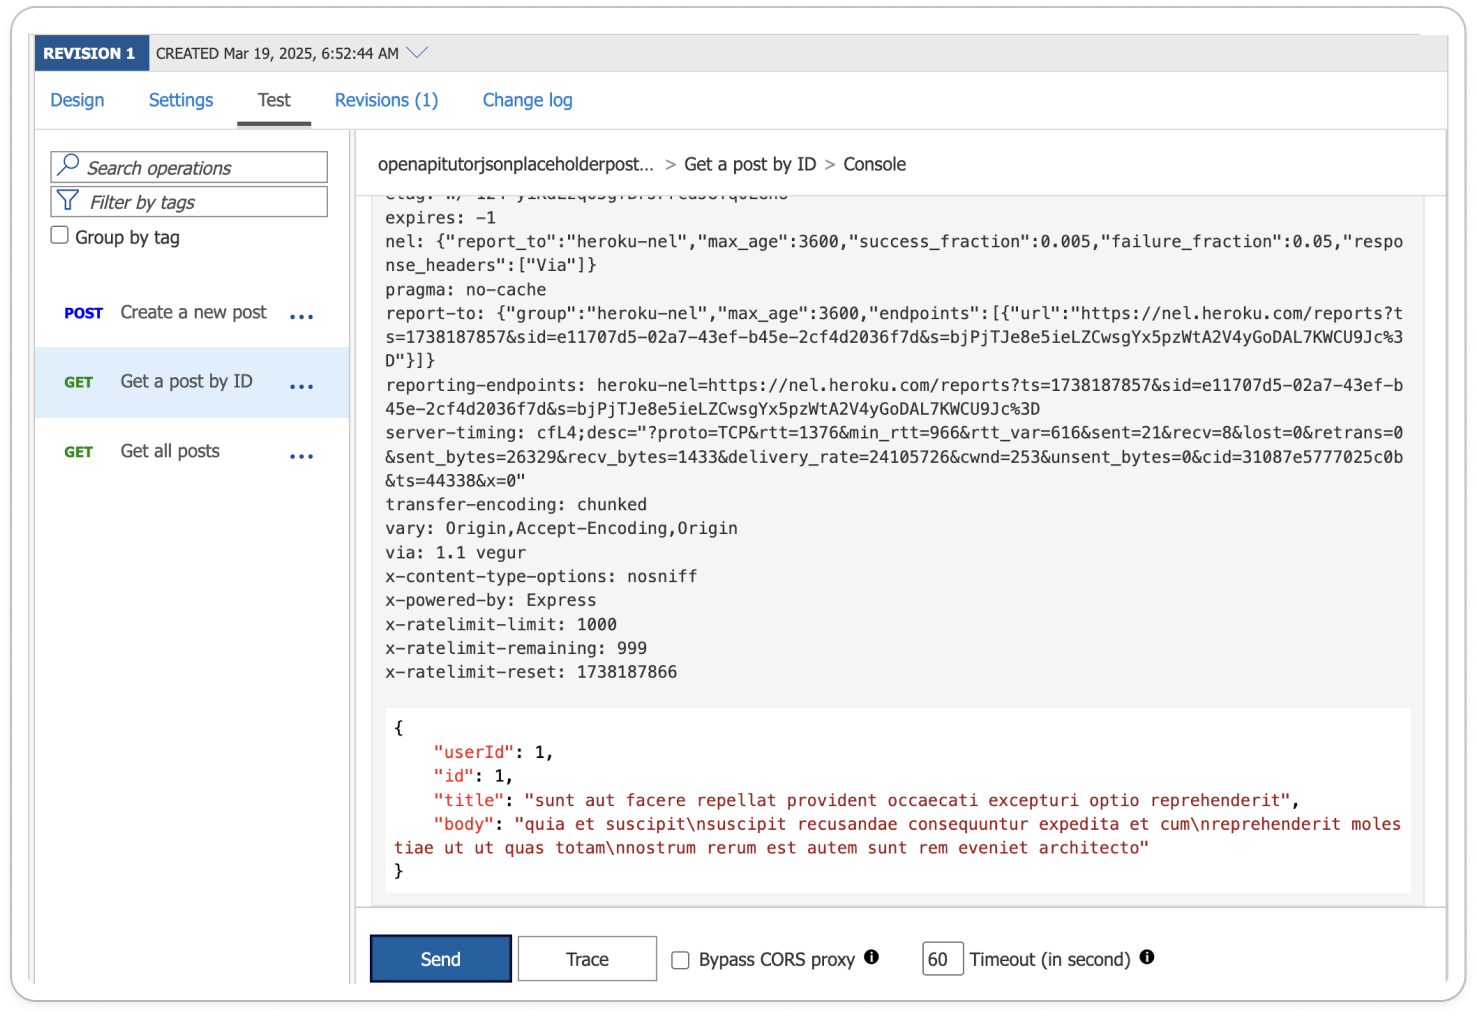 REVISION 1 CREATED Mar 19, 2025, 6:52:44 AM
Design Settings Test Revisions (1) Change log
Search operations
Filter by tags
Group by tag
POST Create a new post ...
GET Get a post by ID ...
GET Get all posts ...
openapitutorjsonplaceholderpost... > Get a post by ID > Console
expires: -1
nel: {"report_to":"heroku-nel","max_age":3600,"success_fraction":0.005,"failure_fraction":0.05,"respo
nse_headers":["Via"]}
pragma: no-cache
report-to: {"group":"heroku-nel","max_age":3600,"endpoints":[{"url":"https://nel.heroku.com/reports?t
s=1738187857&sid=e11707d5-02a7-43ef-b45e-2cf4d2036f7d&s=bjPjTJe8e5ieLZCwsgYx5pzWtA2V4yGoDAL7KWCU9Jc%3
D"}]}
reporting-endpoints: heroku-nel=https://nel.heroku.com/reports?ts=1738187857&sid=e11707d5-02a7-43ef-b
45e-2cf4d2036f7d&s=bjPjTJe8e5ieLZCwsgYx5pzWtA2V4yGoDAL7KWCU9Jc%3D
server-timing: cfL4;desc="?proto=TCP&rtt=1376&min_rtt=966&rtt_var=616&sent=21&recv=8&lost=0&retrans=0
&sent_bytes=26329&recv_bytes=1433&delivery_rate=24105726&cwnd=253&unsent_bytes=0&cid=31087e5777025c0b
&ts=44338&x=0"
transfer-encoding: chunked
vary: Origin,Accept-Encoding,Origin
via: 1.1 vegur
x-content-type-options: nosniff
x-powered-by: Express
x-ratelimit-limit: 1000
x-ratelimit-remaining: 999
x-ratelimit-reset: 1738187866
{
"userId": 1,
"id": 1,
"title": "sunt aut facere repellat provident occaecati excepturi optio reprehenderit",
"body": "quia et suscipit\nsuscipit recusandae consequuntur expedita et cum\nreprehenderit moles
tiae ut ut quas totam\nnostrum rerum est autem sunt rem eveniet architecto"
}
Send Trace Bypass CORS proxy 60 Timeout (in second)